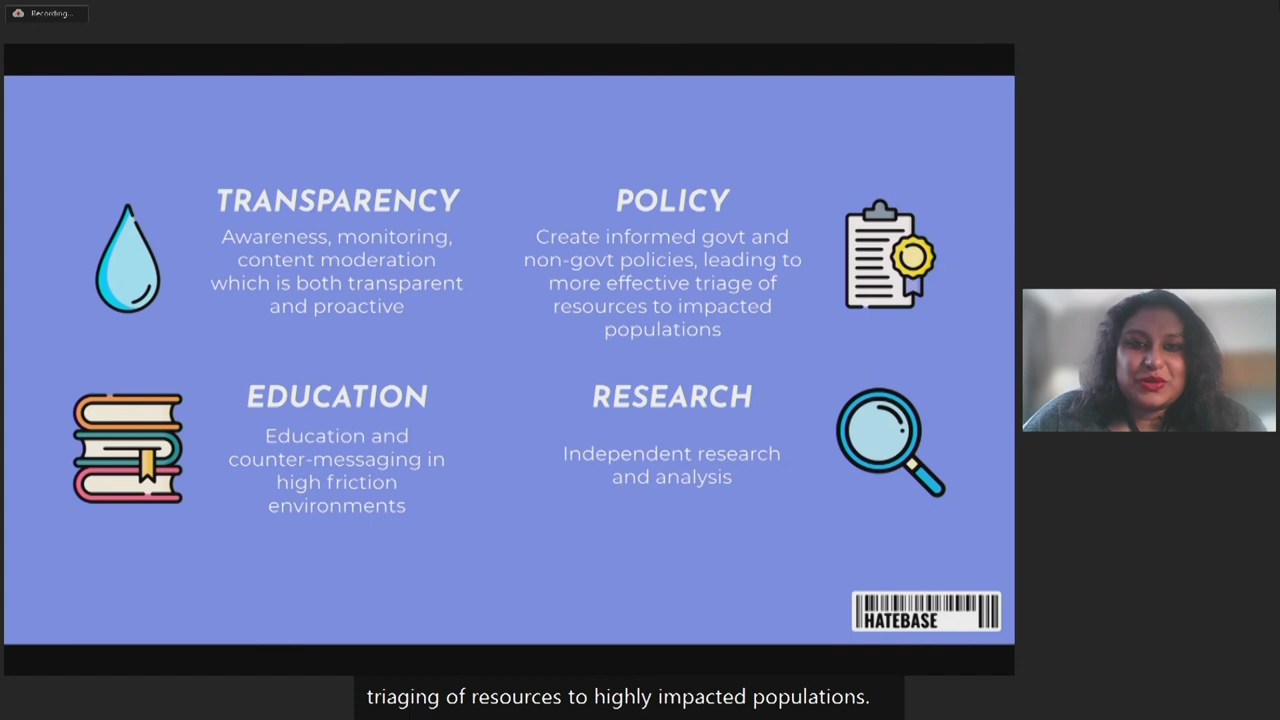 Recording...
TRANSPARENCY
Awareness, monitoring,
content moderation
which is both transparent
and proactive
POLICY
Create informed govt and
non-govt policies, leading to
more effective triage of
resources to impacted
populations
EDUCATION
Education and
counter-messaging in
high friction
environments
RESEARCH
Independent research
and analysis
HATEBASE
triaging of resources to highly impacted populations.